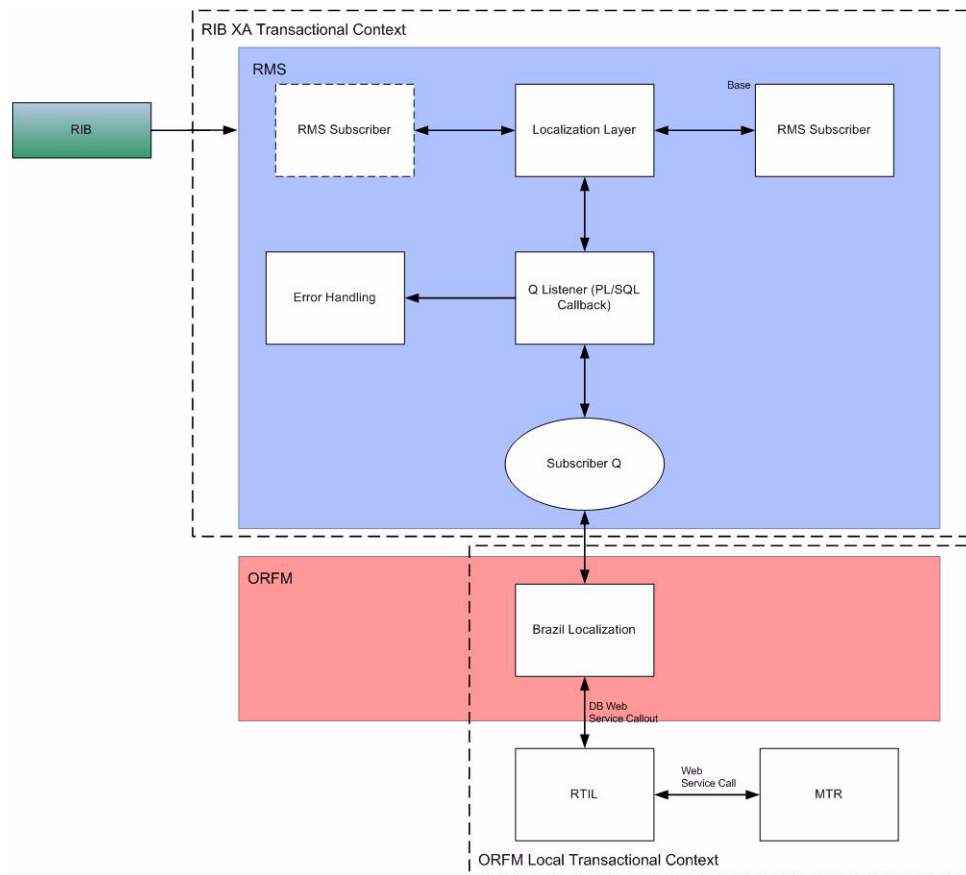 RIB XA Transactional Context
RMS
RIB
RMS Subscriber
Localization Layer
Base
RMS Subscriber
Error Handling
Q Listener (PL/SQL
Callback)
Subscriber Q
ORFM
Brazil Localization
DB Web
Service Callout
RTIL
Web
Service Call
MTR
ORFM Local Transactional Context